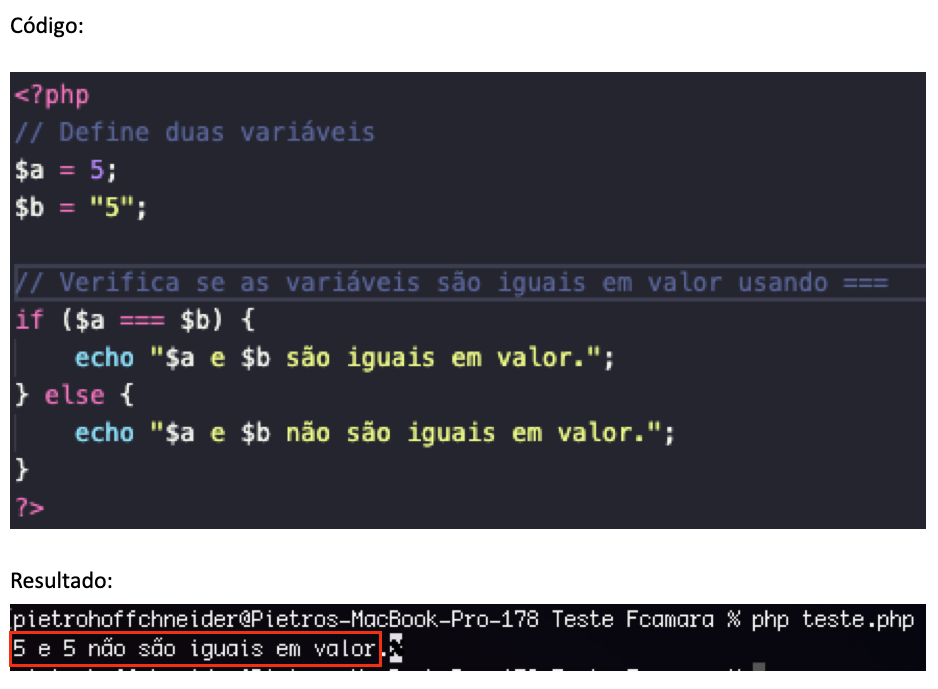 Código:
<?php
// Define duas variáveis
$a = 5;
$b = "5";
// Verifica se as variáveis são iguais em valor usando ===
if ($a === $b) {
echo "$a e $b são iguais em valor.";
} else {
echo "$a e $b não são iguais em valor.";
}
?>
Resultado:
pietrohoffchneider@Pietros-MacBook-Pro-178 Teste Fcamara % php teste.php
5 e 5 não são iguais em valor.%